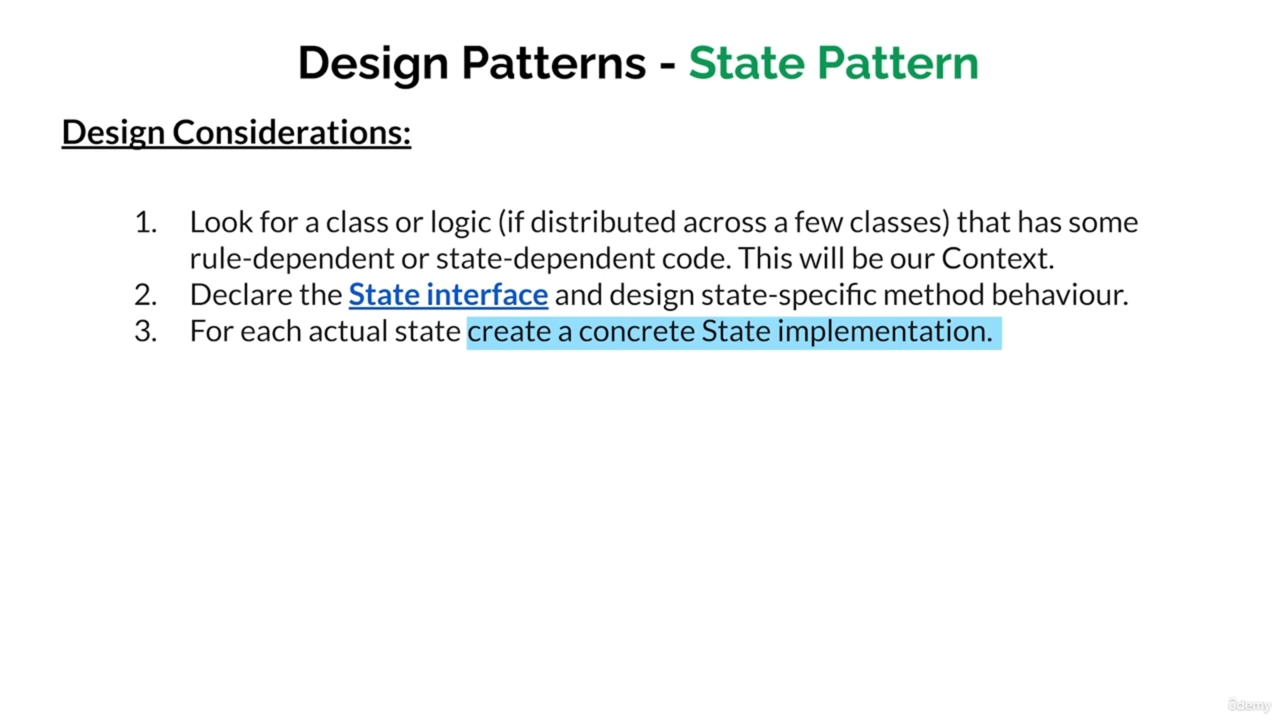 Design Patterns - State Pattern
Design Considerations:
1. Look for a class or logic (if distributed across a few classes) that has some
rule-dependent or state-dependent code. This will be our Context.
2. Declare the State interface and design state-specific method behaviour.
3. For each actual state create a concrete State implementation.
ûdemy